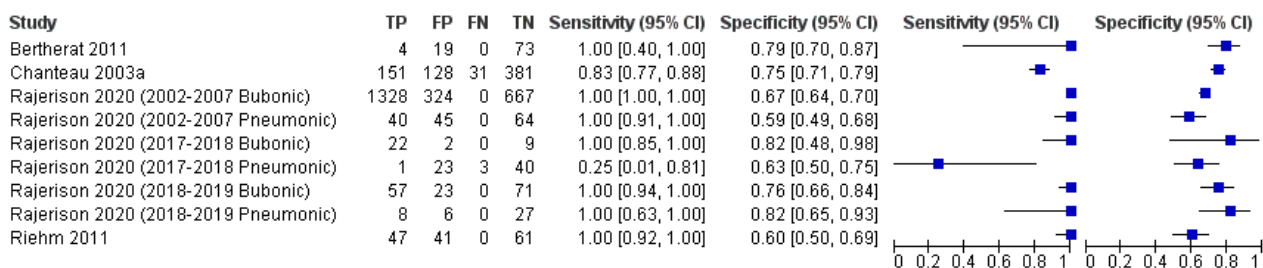 Study TP FP FN TN Sensitivity (95% CI) Specificity (95% CI) Sensitivity (95% CI) Specificity (95% CI)
Bertherat 2011 4 19 0 73 1.00 [0.40, 1.00] 0.79 [0.70, 0.87]
Chanteau 2003a 151 128 31 381 0.83 [0.77, 0.88] 0.75 [0.71, 0.79]
Rajerison 2020 (2002-2007 Bubonic) 1328 324 0 667 1.00 [1.00, 1.00] 0.67 [0.64, 0.70]
Rajerison 2020 (2002-2007 Pneumonic) 40 45 0 64 1.00 [0.91, 1.00] 0.59 [0.49, 0.68]
Rajerison 2020 (2017-2018 Bubonic) 22 2 0 9 1.00 [0.85, 1.00] 0.82 [0.48, 0.98]
Rajerison 2020 (2017-2018 Pneumonic) 1 23 3 40 0.25 [0.01, 0.81] 0.63 [0.50, 0.75]
Rajerison 2020 (2018-2019 Bubonic) 57 23 0 71 1.00 [0.94, 1.00] 0.76 [0.66, 0.84]
Rajerison 2020 (2018-2019 Pneumonic) 8 6 0 27 1.00 [0.63, 1.00] 0.82 [0.65, 0.93]
Riehm 2011 47 41 0 61 1.00 [0.92, 1.00] 0.60 [0.50, 0.69]
0 0.2 0.4 0.6 0.8 1 0 0.2 0.4 0.6 0.8 1